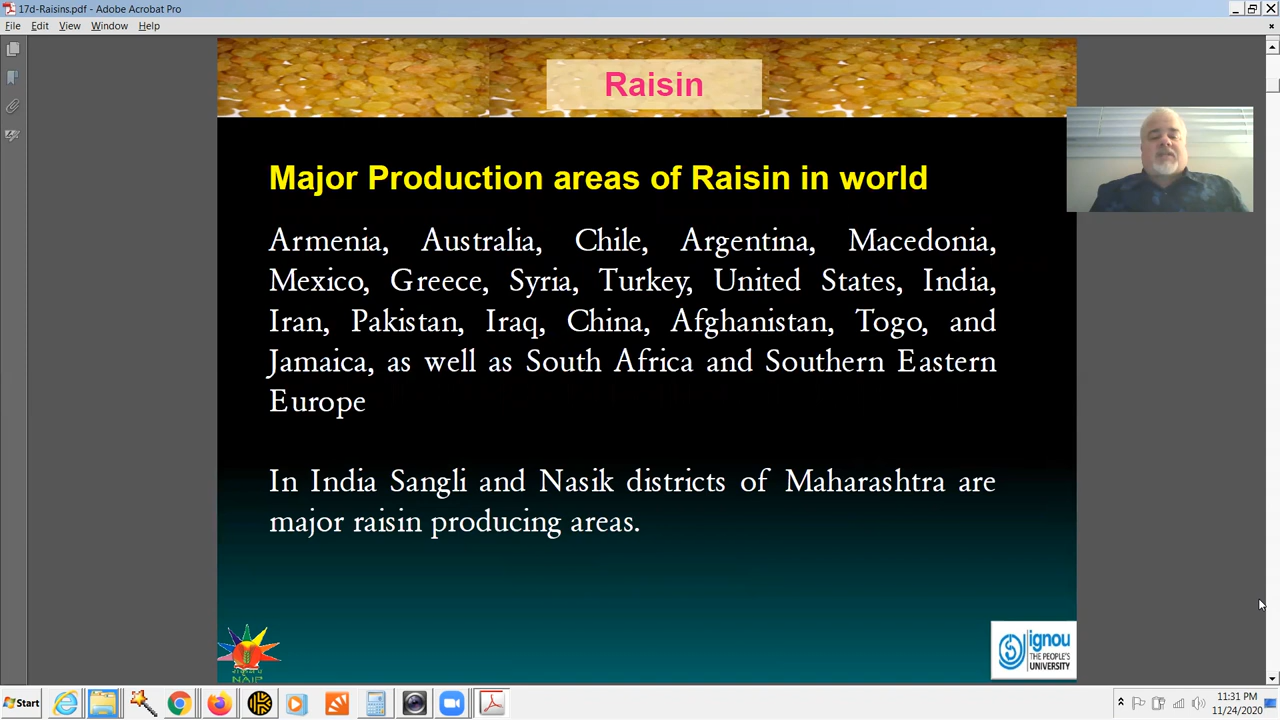 17d-Raisins.pdf - Adobe Acrobat Pro
File Edit View Window Help
Raisin
Major Production areas of Raisin in world
Armenia, Australia, Chile, Argentina, Macedonia,
Mexico, Greece, Syria, Turkey, United States, India,
Iran, Pakistan, Iraq, China, Afghanistan, Togo, and
Jamaica, as well as South Africa and Southern Eastern
Europe
In India Sangli and Nasik districts of Maharashtra are
major raisin producing areas.
NAIP
ignou
THE PEOPLE'S
UNIVERSITY
Start
11:31 PM
11/24/2020